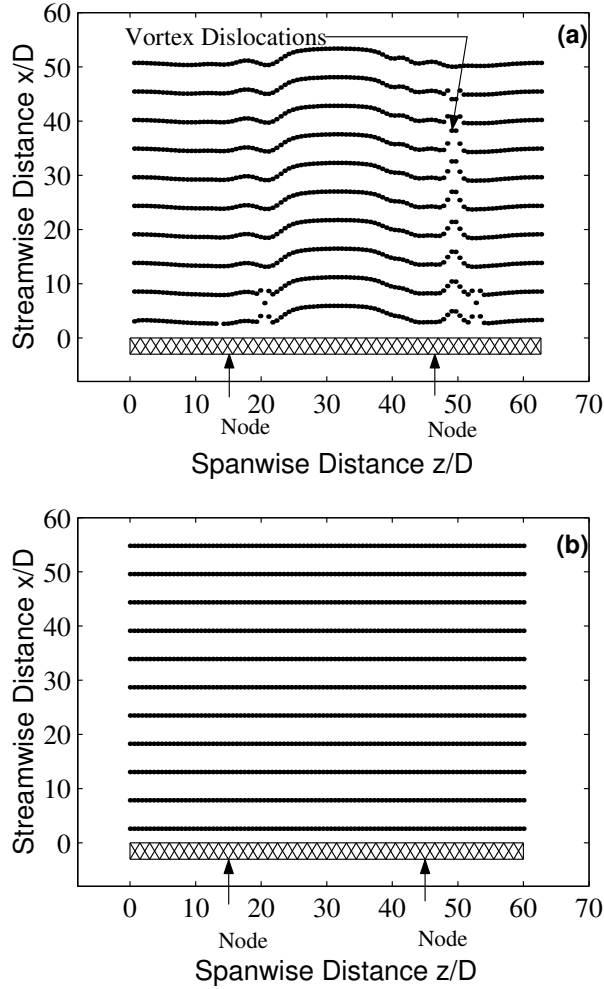 Vortex Dislocations
(a)
Streamwise Distance x/D
60
50
40
30
20
10
0
0 10 20 30 40 50 60 70
Node
Node
Spanwise Distance z/D
(b)
Streamwise Distance x/D
60
50
40
30
20
10
0
0 10 20 30 40 50 60 70
Node
Node
Spanwise Distance z/D